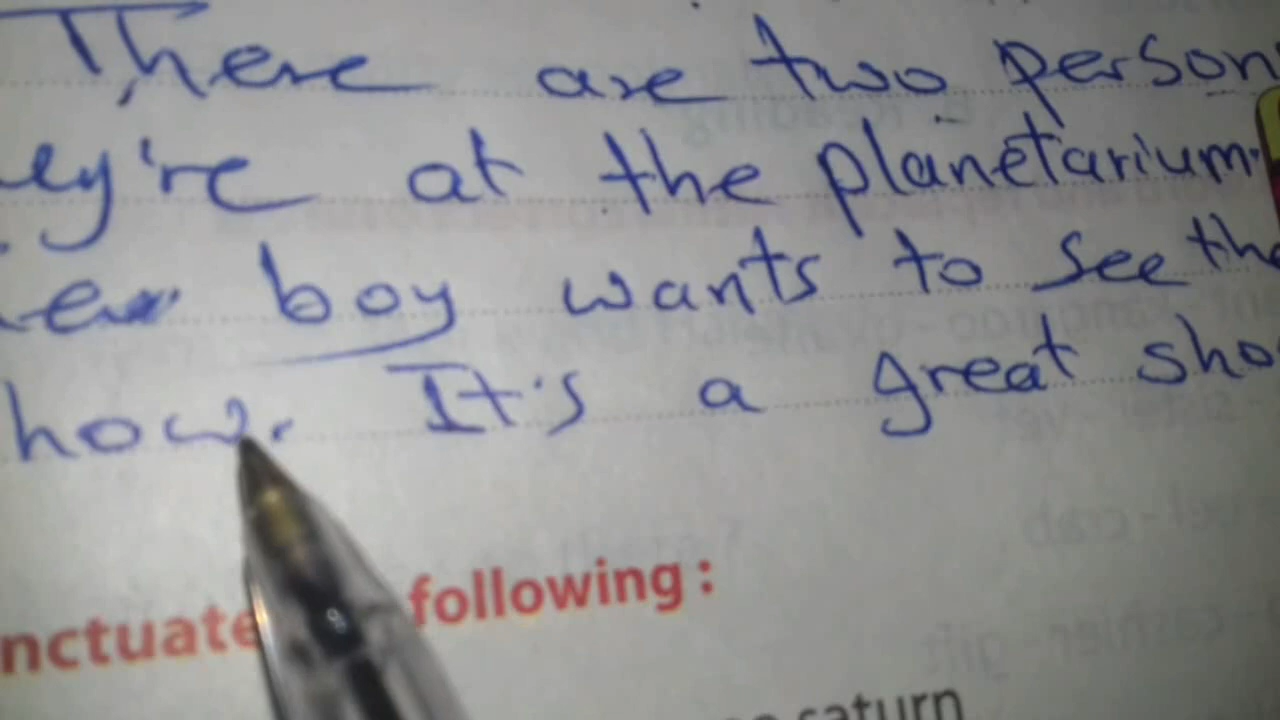 There are two person
ey're at the planetarium.
boy wants to see the
how. It's a great sho
nctuate following :
saturn